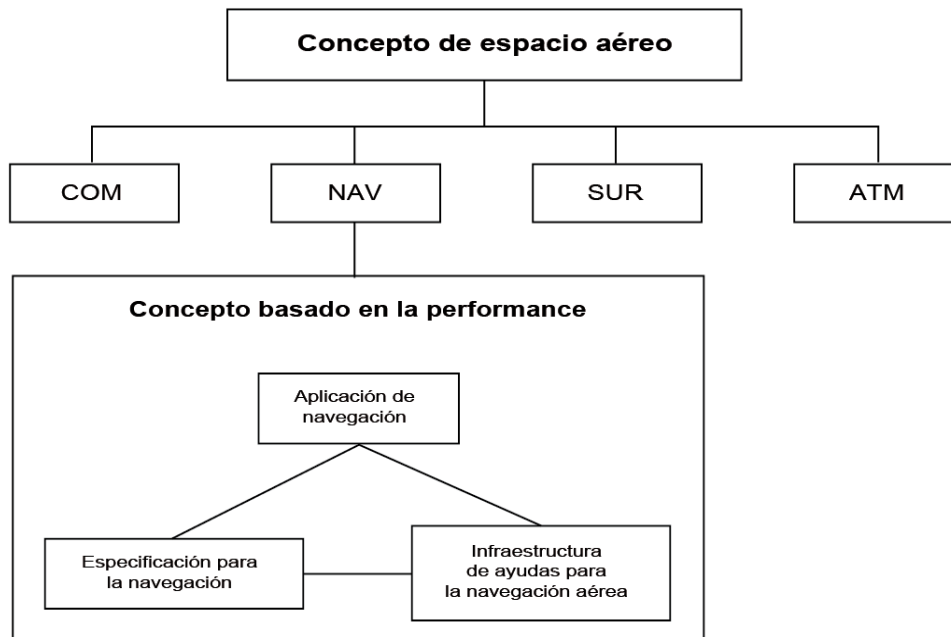 Concepto de espacio aéreo
COM
NAV
SUR
ATM
Concepto basado en la performance
Aplicación de
navegación
Especificación para
la navegación
Infraestructura
de ayudas para
la navegación aérea